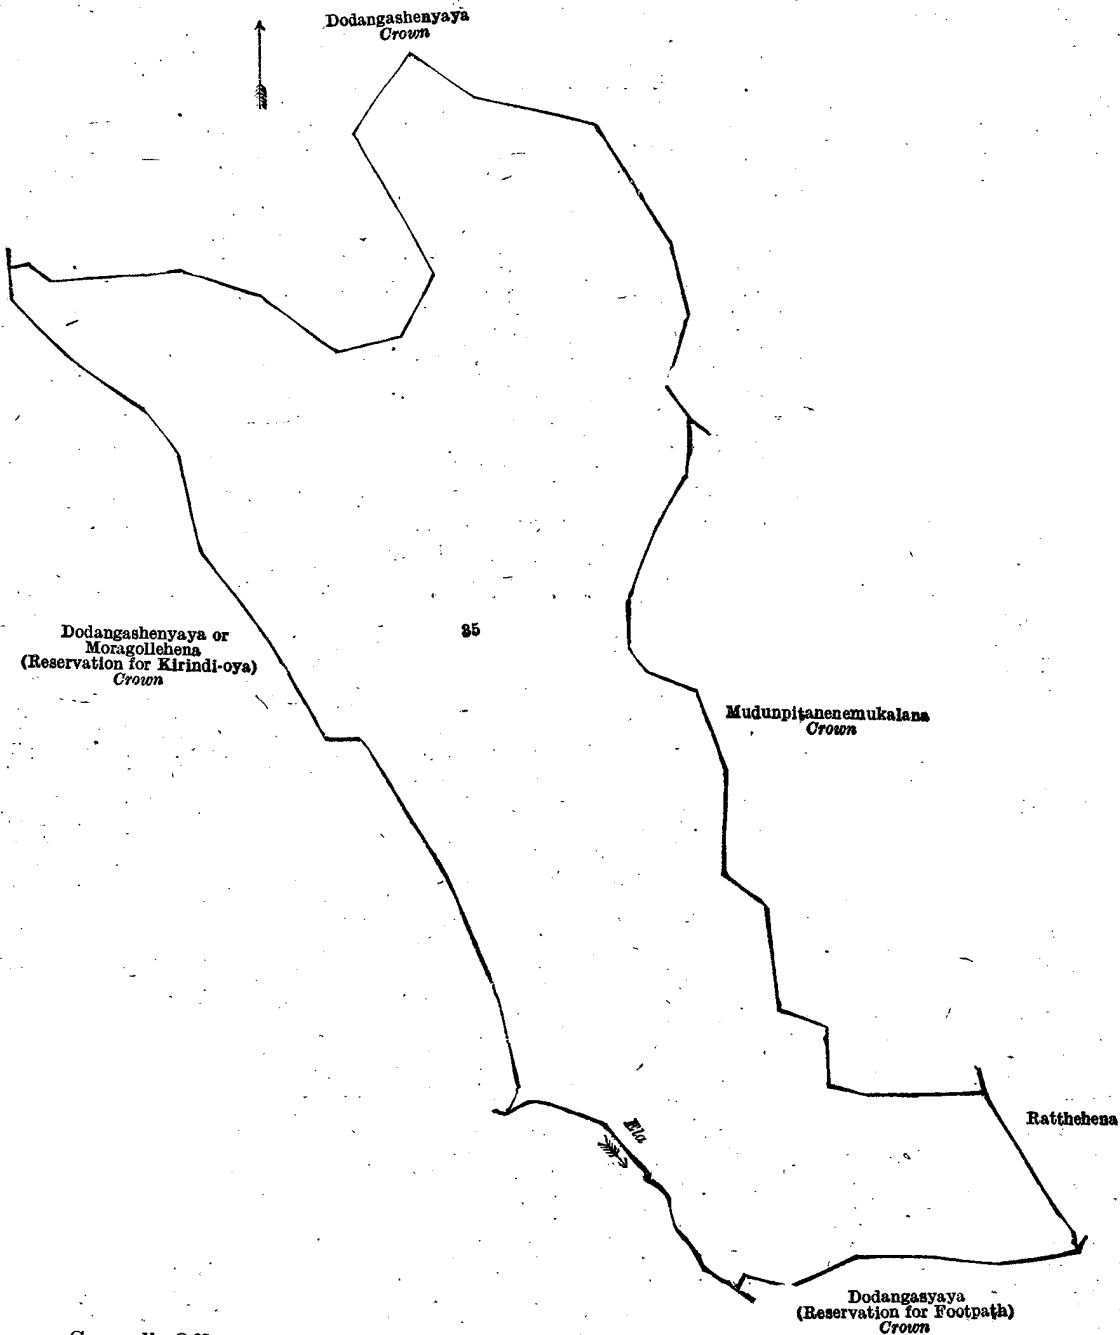 Dodangashenyaya
Crown
Dodangashenyaya or
Moragollehena
(Reservation for Kirindi-oya)
Crown
35
Mudunpitanenemukalana
Crown
Ela
Ratthehena
Dodangasyaya
(Reservation for Footpath)
Crown